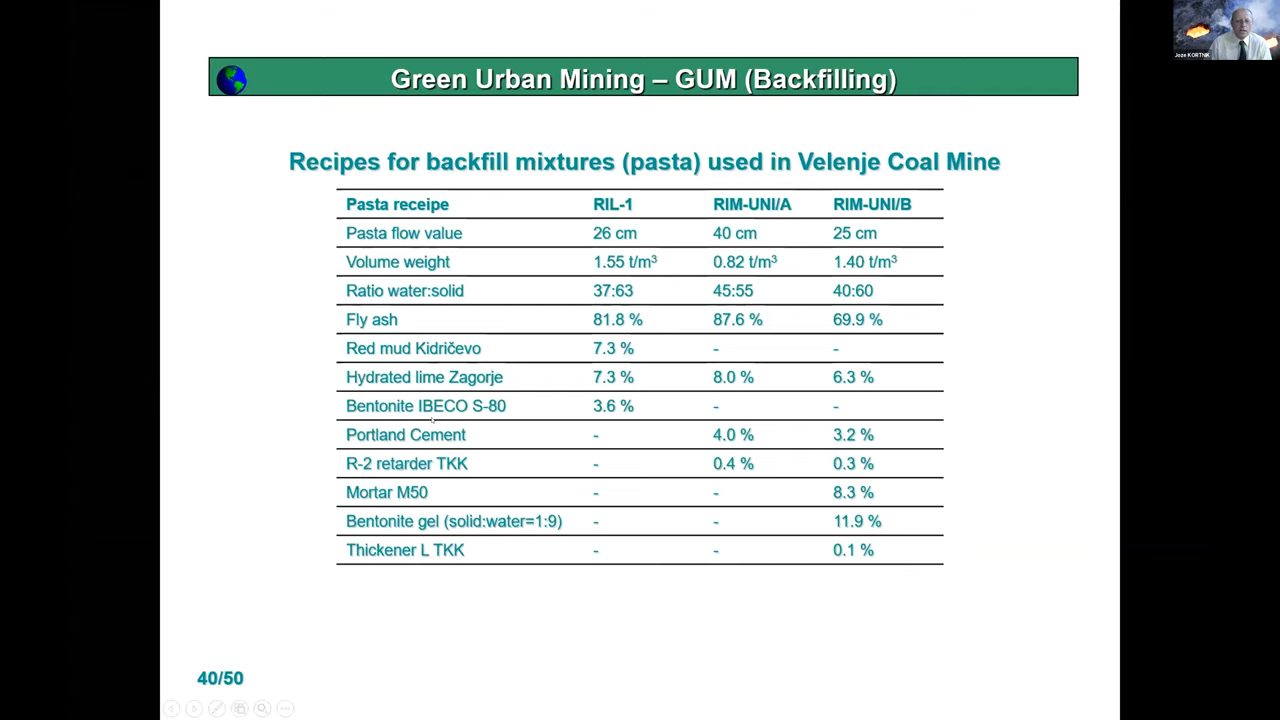 Joze KORTNIK
Green Urban Mining – GUM (Backfilling)
Recipes for backfill mixtures (pasta) used in Velenje Coal Mine
Pasta receipe RIL-1 RIM-UNI/A RIM-UNI/B
Pasta flow value 26 cm 40 cm 25 cm
Volume weight 1.55 t/m³ 0.82 t/m³ 1.40 t/m³
Ratio water:solid 37:63 45:55 40:60
Fly ash 81.8 % 87.6 % 69.9 %
Red mud Kidričevo 7.3 % - -
Hydrated lime Zagorje 7.3 % 8.0 % 6.3 %
Bentonite IBECO S-80 3.6 % - -
Portland Cement - 4.0 % 3.2 %
R-2 retarder TKK - 0.4 % 0.3 %
Mortar M50 - - 8.3 %
Bentonite gel (solid:water=1:9) - - 11.9 %
Thickener L TKK - - 0.1 %
40/50